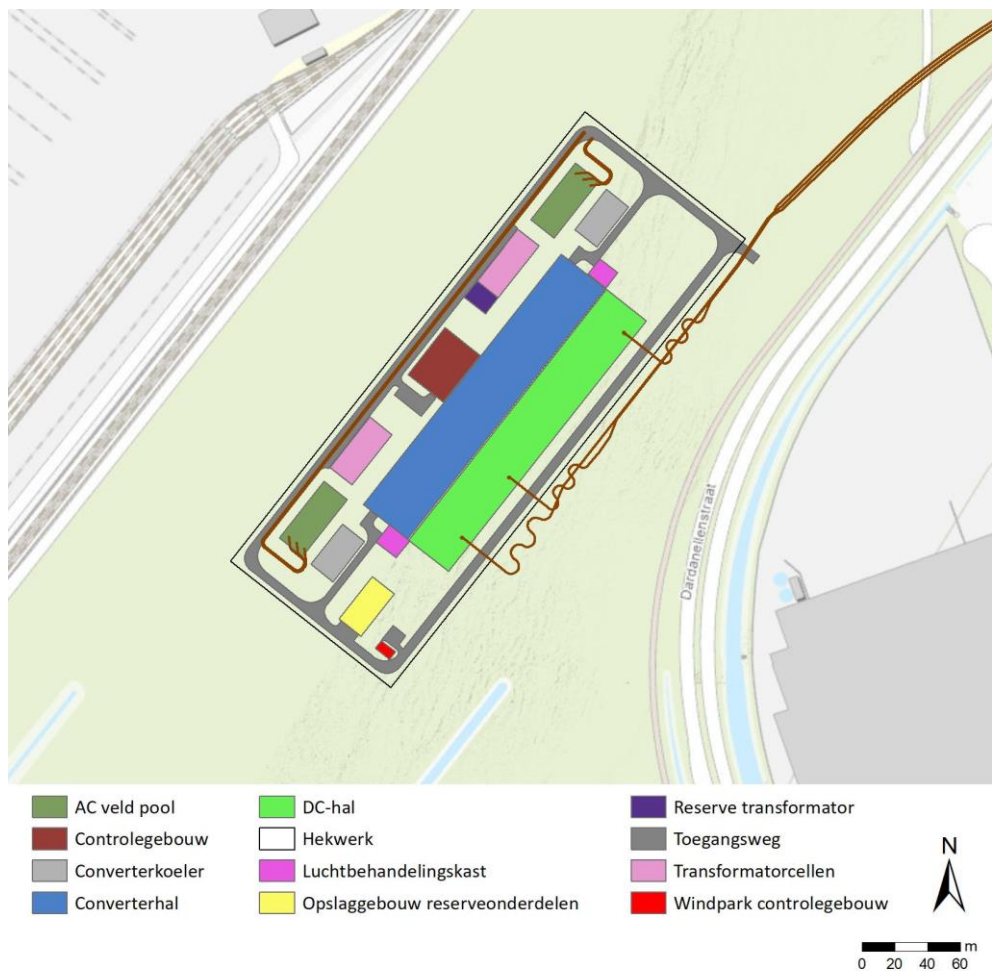 Dardanellenstraat
AC veld pool
Controlegebouw
Converterkoeler
Converterhal
DC-hal
Hekwerk
Luchtbehandelingskast
Opslaggebouw reserveonderdelen
Reserve transformator
Toegangsweg
Transformatorcellen
Windpark controlegebouw
N
m
0 20 40 60